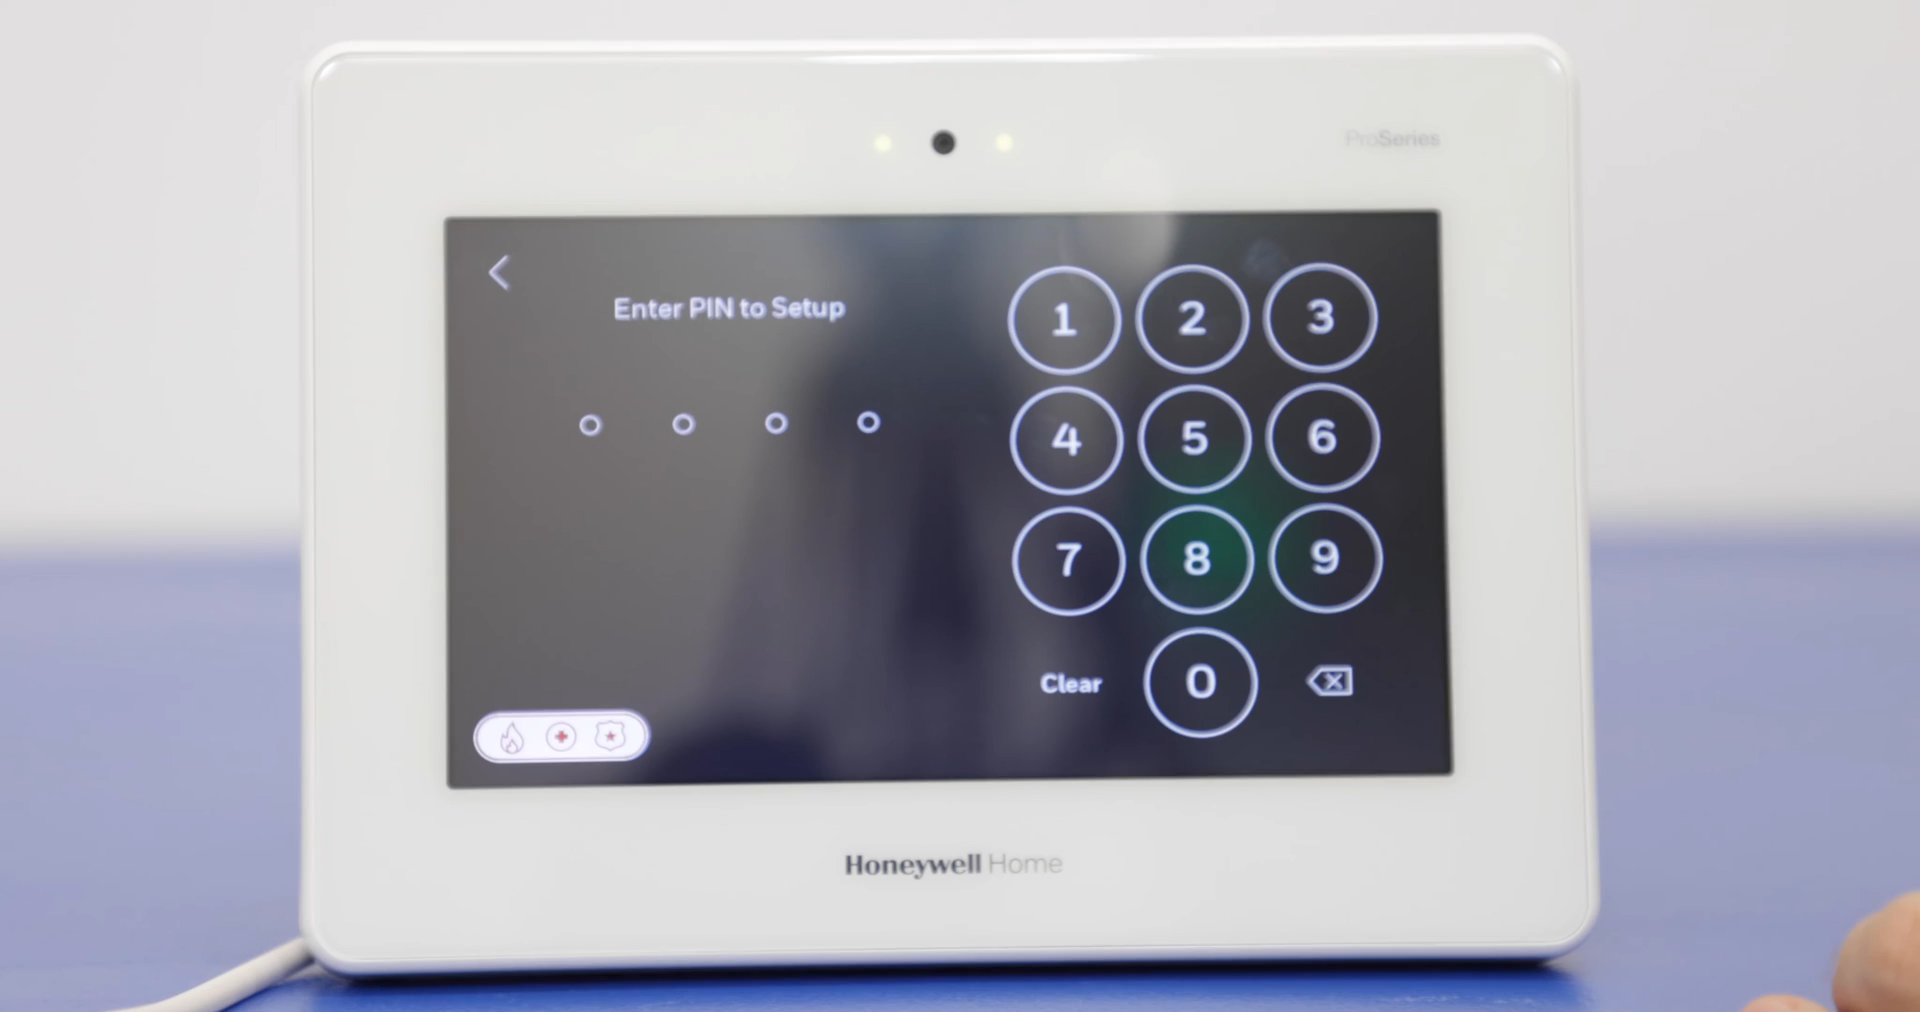 ProSeries
Enter PIN to Setup
1 2 3
4 5 6
7 8 9
Clear 0
Honeywell Home